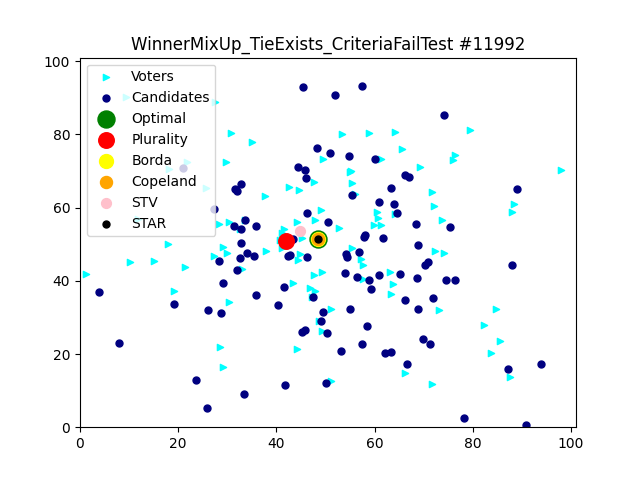 WinnerMixUp_TieExists_CriteriaFailTest #11992
100
80
60
40
20
0
Voters
Candidates
Optimal
Plurality
Borda
Copeland
STV
STAR
0 20 40 60 80 100